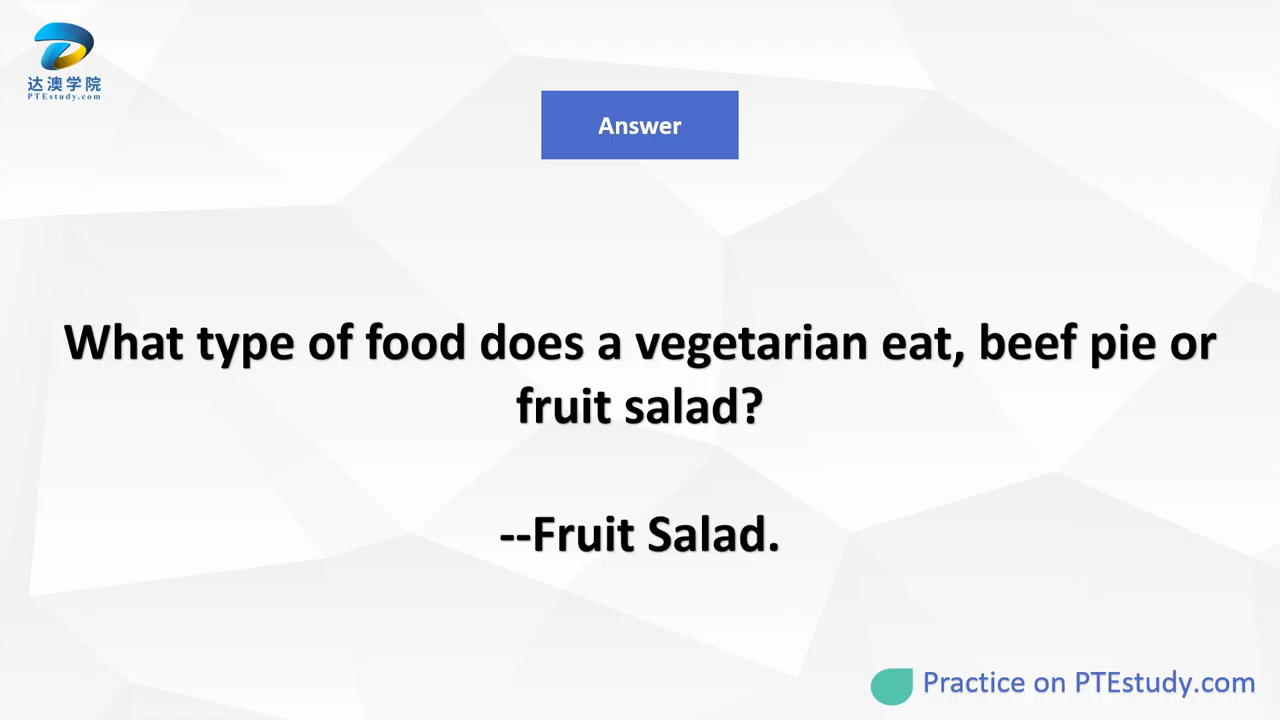 达澳学院
PTEstudy.com
Answer
What type of food does a vegetarian eat, beef pie or
fruit salad?
--Fruit Salad.
Practice on PTEstudy.com